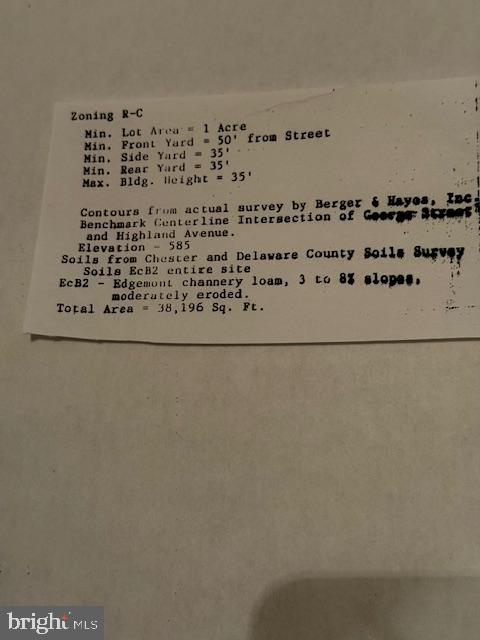 Zoning R-C
Min. Lot Area = 1 Acre
Min. Front Yard = 50' from Street
Min. Side Yard = 35'
Min. Rear Yard = 35'
Max. Bldg. Height = 35'
Contours from actual survey by Berger & Hayes, Inc.
Benchmark Centerline Intersection of George Street
and Highland Avenue.
Elevation - 585
Soils from Chester and Delaware County Soils Survey
Soils EcB2 entire site
EcB2 - Edgemont channery loam, 3 to 8% slopes,
moderately eroded.
Total Area = 38,196 Sq. Ft.
bright MLS